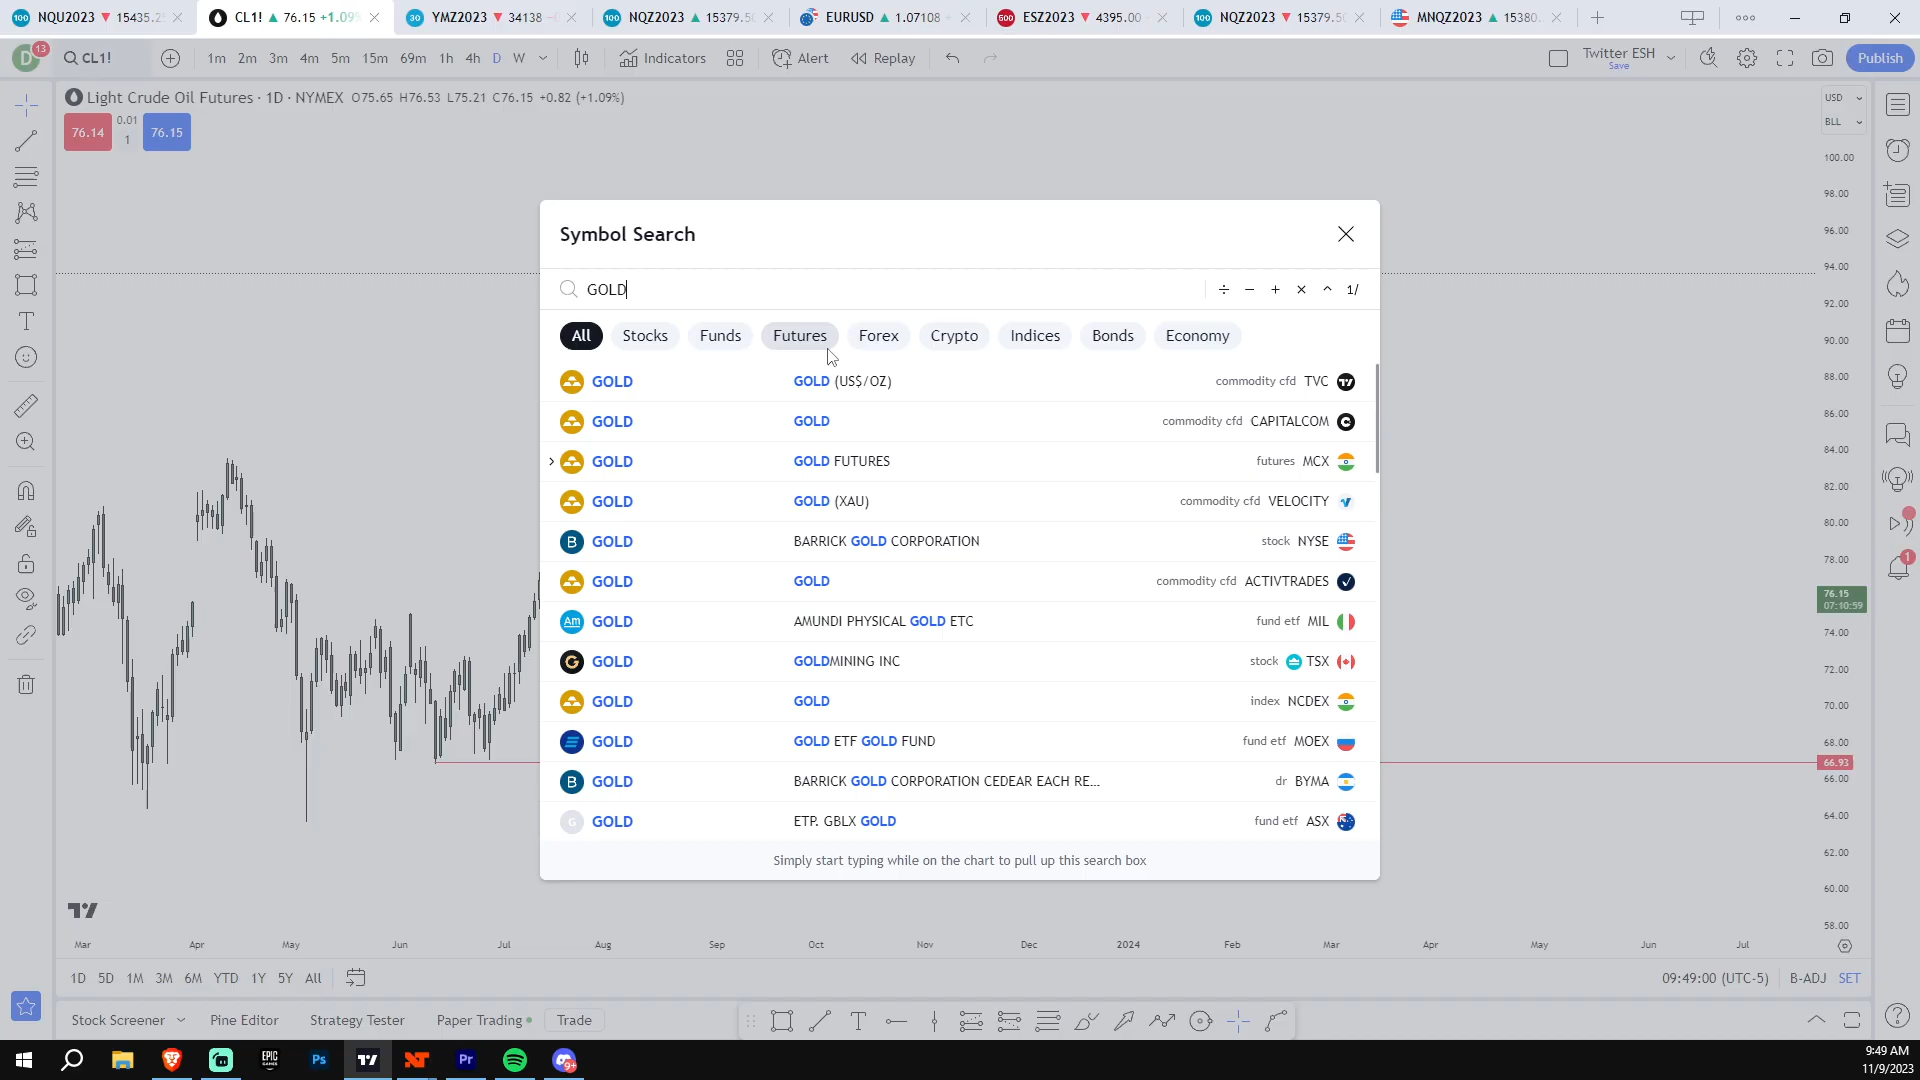 NQU2023 ▼ 15435.2
CL1! ▲ 76.15 +1.09%
YMZ2023 ▼ 34138
NQZ2023 ▲ 15379.50
EURUSD ▲ 1.07108
ESZ2023 ▼ 4395.00
NQZ2023 ▼ 15379.50
MNQZ2023 ▲ 15380.
D 13 CL1! 1m 2m 3m 4m 5m 15m 69m 1h 4h D W Indicators Alert Replay Twitter ESH Save Publish
Light Crude Oil Futures · 1D · NYMEX O75.65 H76.53 L75.21 C76.15 +0.82 (+1.09%)
USD
BLL
76.14 0.01 1 76.15
Symbol Search
GOLD ÷ − + × ^ 1/
All Stocks Funds Futures Forex Crypto Indices Bonds Economy
GOLD GOLD (US$/OZ) commodity cfd TVC
GOLD GOLD commodity cfd CAPITALCOM
GOLD GOLD FUTURES futures MCX
GOLD GOLD (XAU) commodity cfd VELOCITY
B GOLD BARRICK GOLD CORPORATION stock NYSE
GOLD GOLD commodity cfd ACTIVTRADES
Am GOLD AMUNDI PHYSICAL GOLD ETC fund etf MIL
G GOLD GOLDMINING INC stock TSX
GOLD GOLD index NCDEX
GOLD GOLD ETF GOLD FUND fund etf MOEX
B GOLD BARRICK GOLD CORPORATION CEDEAR EACH RE... dr BYMA
G GOLD ETP. GBLX GOLD fund etf ASX
Simply start typing while on the chart to pull up this search box
100.00
98.00
96.00
94.00
92.00
90.00
88.00
86.00
84.00
82.00
80.00
78.00
76.15
07:10:59
74.00
72.00
70.00
68.00
66.93
66.00
64.00
62.00
60.00
58.00
1
Mar Apr May Jun Jul Aug Sep Oct Nov Dec 2024 Feb Mar Apr May Jun Jul
1D 5D 1M 3M 6M YTD 1Y 5Y All 09:49:00 (UTC-5) B-ADJ SET
Stock Screener Pine Editor Strategy Tester Paper Trading Trade
EPIC GAMES Ps Pr 9+
9:49 AM
11/9/2023